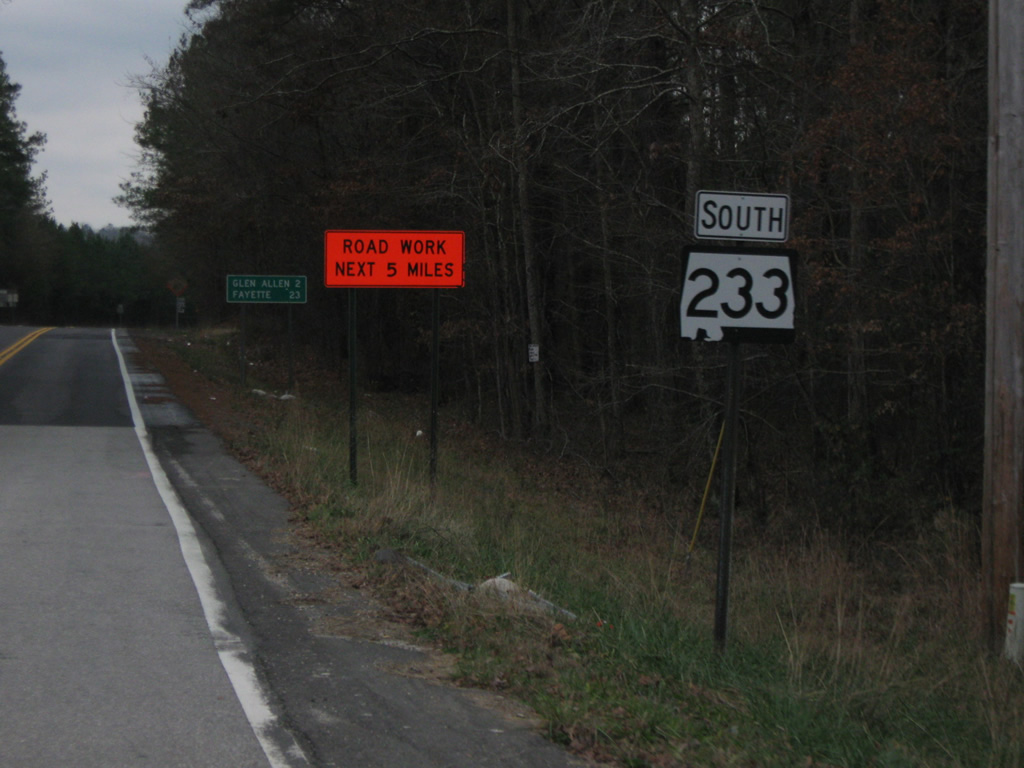 GLEN ALLEN 2
FAYETTE 23
ROAD WORK
NEXT 5 MILES
SOUTH
233